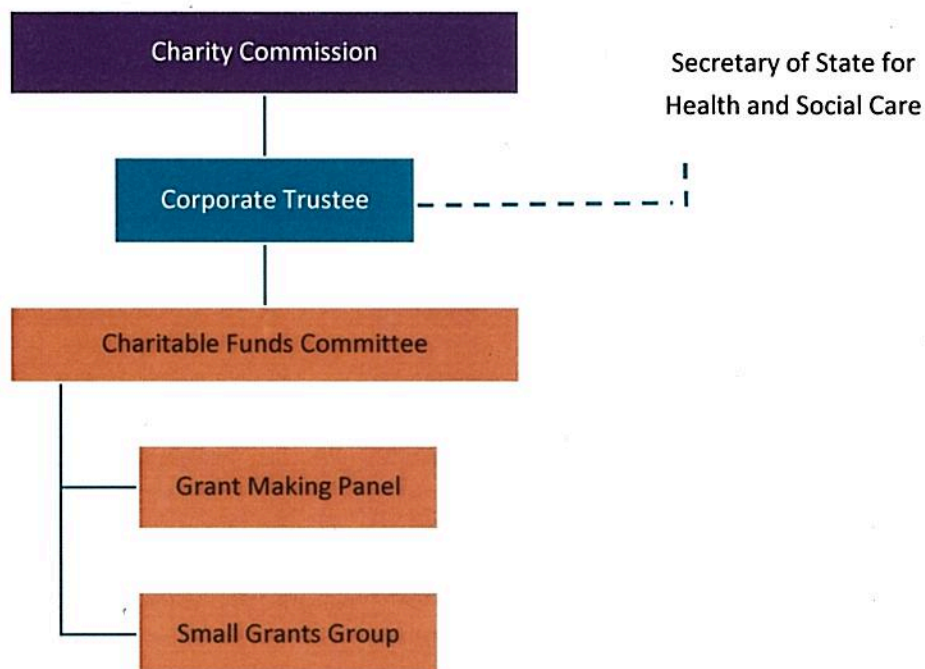 Charity Commission
Secretary of State for
Health and Social Care
Corporate Trustee
Charitable Funds Committee
Grant Making Panel
Small Grants Group